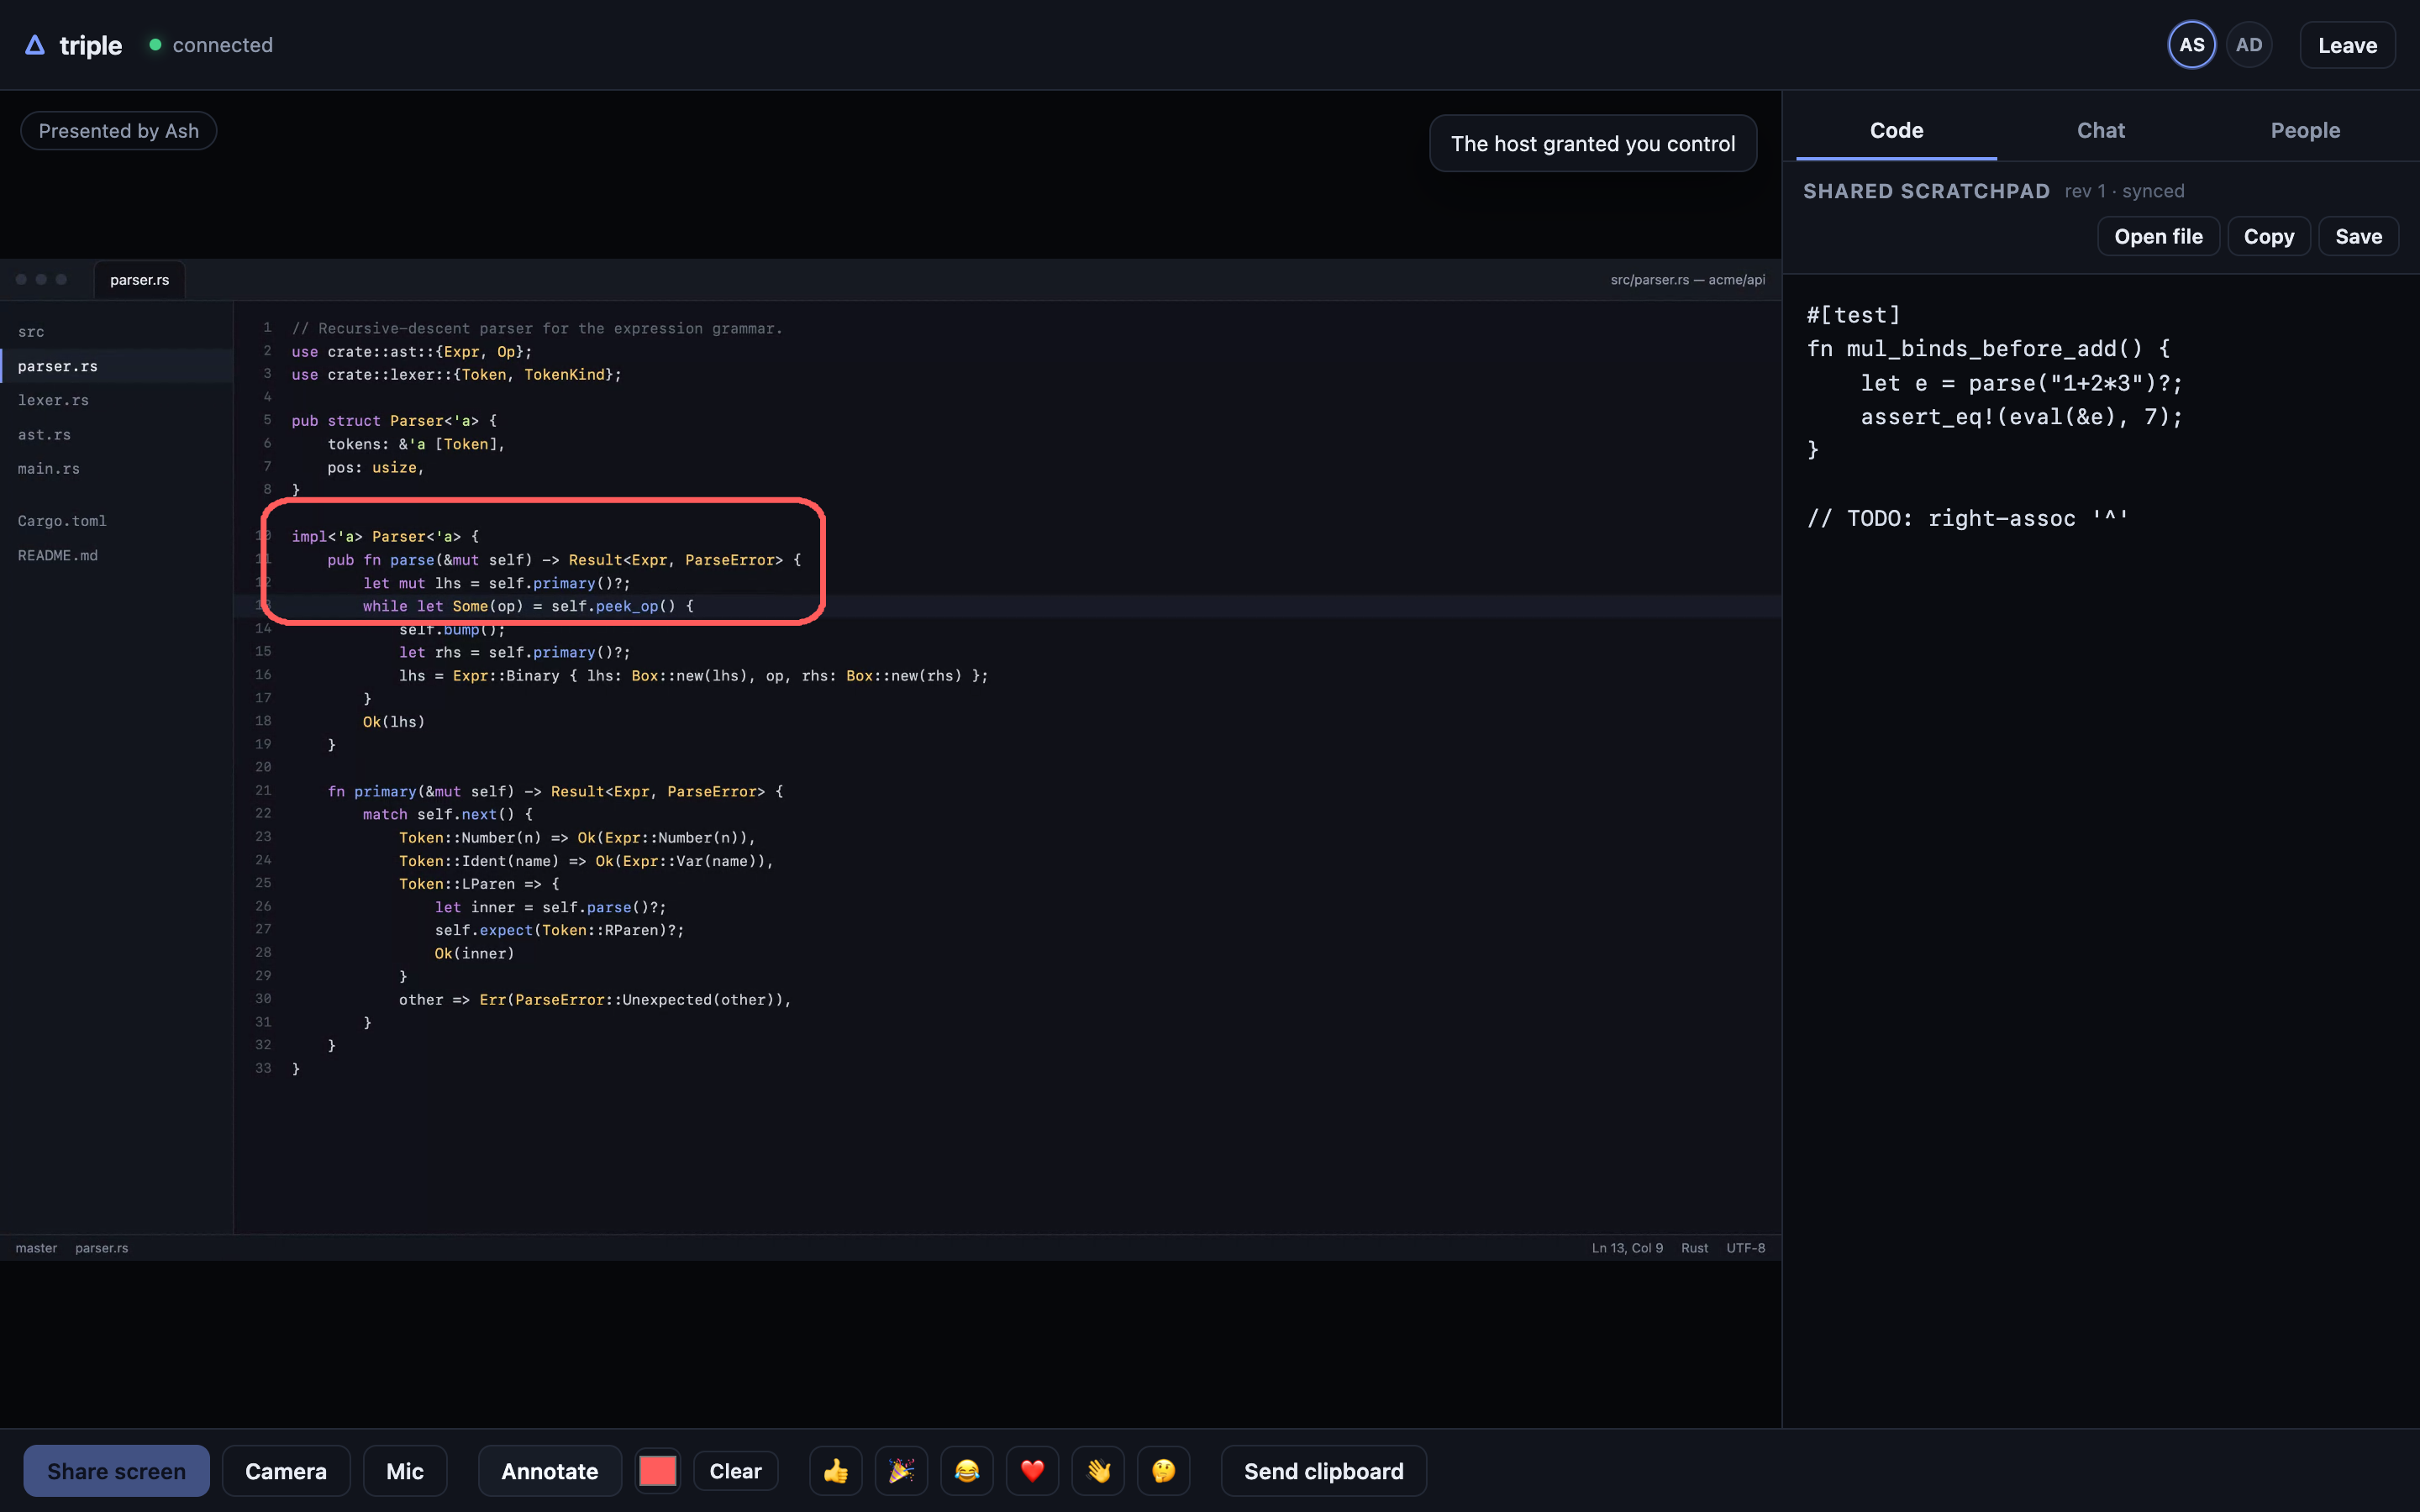 triple connected AS AD Leave
Presented by Ash
The host granted you control
Code Chat People
SHARED SCRATCHPAD rev 1 · synced
Open file Copy Save
parser.rs src/parser.rs — acme/api
src
parser.rs
lexer.rs
ast.rs
main.rs
Cargo.toml
README.md
1 // Recursive-descent parser for the expression grammar.
2 use crate::ast::{Expr, Op};
3 use crate::lexer::{Token, TokenKind};
4
5 pub struct Parser<'a> {
6     tokens: &'a [Token],
7     pos: usize,
8 }
10 impl<'a> Parser<'a> {
11     pub fn parse(&mut self) -> Result<Expr, ParseError> {
12         let mut lhs = self.primary()?;
13         while let Some(op) = self.peek_op() {
14             self.bump();
15             let rhs = self.primary()?;
16             lhs = Expr::Binary { lhs: Box::new(lhs), op, rhs: Box::new(rhs) };
17         }
18         Ok(lhs)
19     }
20
21     fn primary(&mut self) -> Result<Expr, ParseError> {
22         match self.next() {
23             Token::Number(n) => Ok(Expr::Number(n)),
24             Token::Ident(name) => Ok(Expr::Var(name)),
25             Token::LParen => {
26                 let inner = self.parse()?;
27                 self.expect(Token::RParen)?;
28                 Ok(inner)
29             }
30             other => Err(ParseError::Unexpected(other)),
31         }
32     }
33 }
master parser.rs Ln 13, Col 9 Rust UTF-8
#[test]
fn mul_binds_before_add() {
    let e = parse("1+2*3")?;
    assert_eq!(eval(&e), 7);
}
// TODO: right-assoc '^'
Share screen Camera Mic Annotate Clear 👍 🎉 😂 ❤️ 👋 🤔 Send clipboard